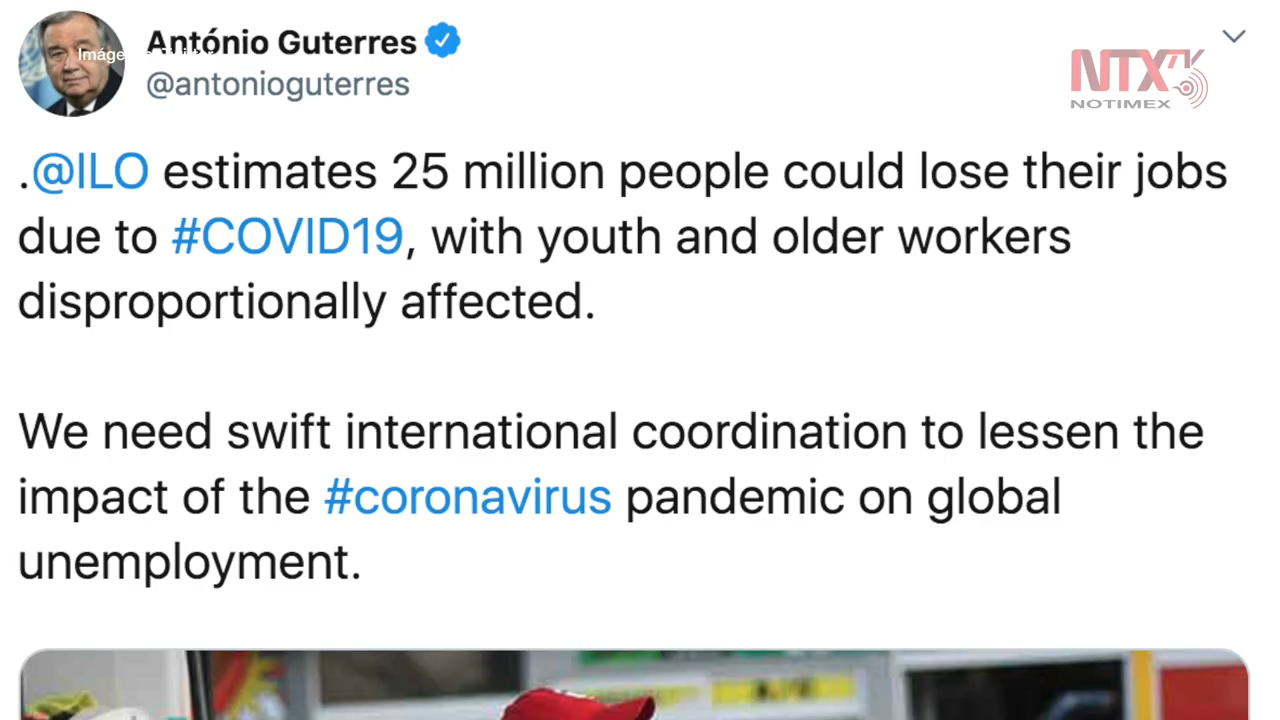 António Guterres
@antonioguterres
NTX
NOTIMEX
.@ILO estimates 25 million people could lose their jobs
due to #COVID19, with youth and older workers
disproportionally affected.
We need swift international coordination to lessen the
impact of the #coronavirus pandemic on global
unemployment.